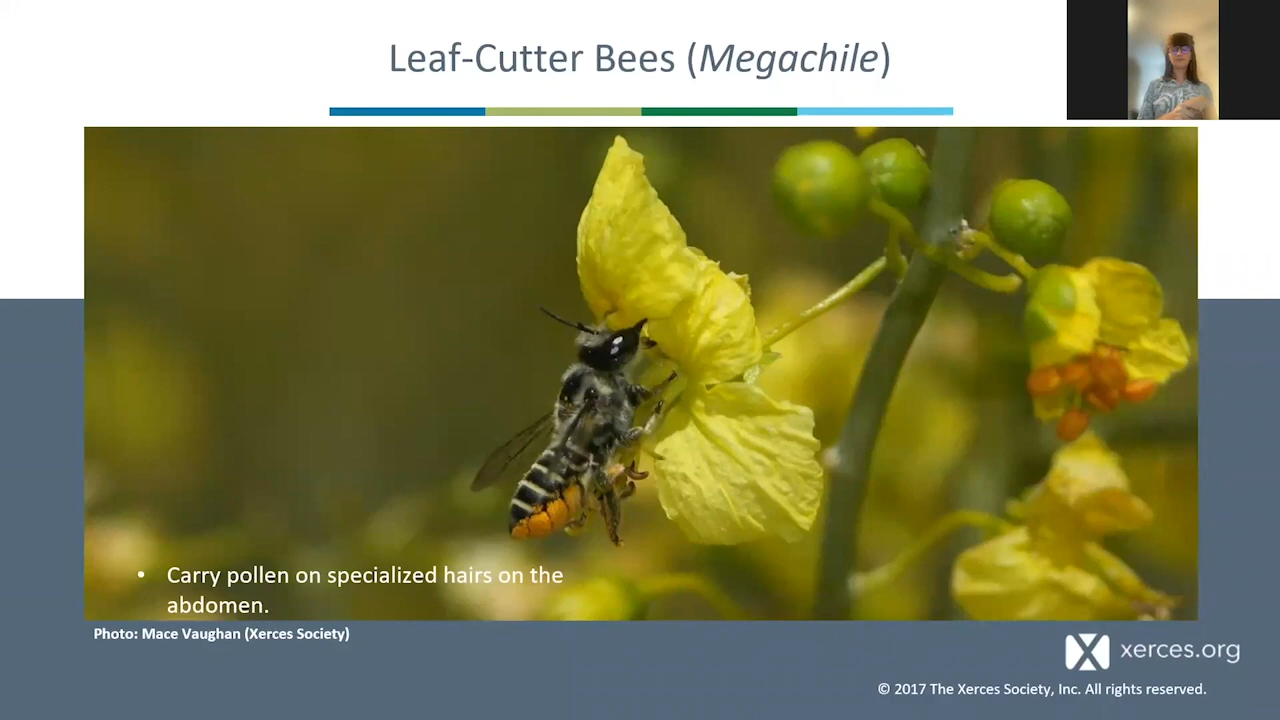 Leaf-Cutter Bees (Megachile)
• Carry pollen on specialized hairs on the
abdomen.
Photo: Mace Vaughan (Xerces Society)
xerces.org
© 2017 The Xerces Society, Inc. All rights reserved.